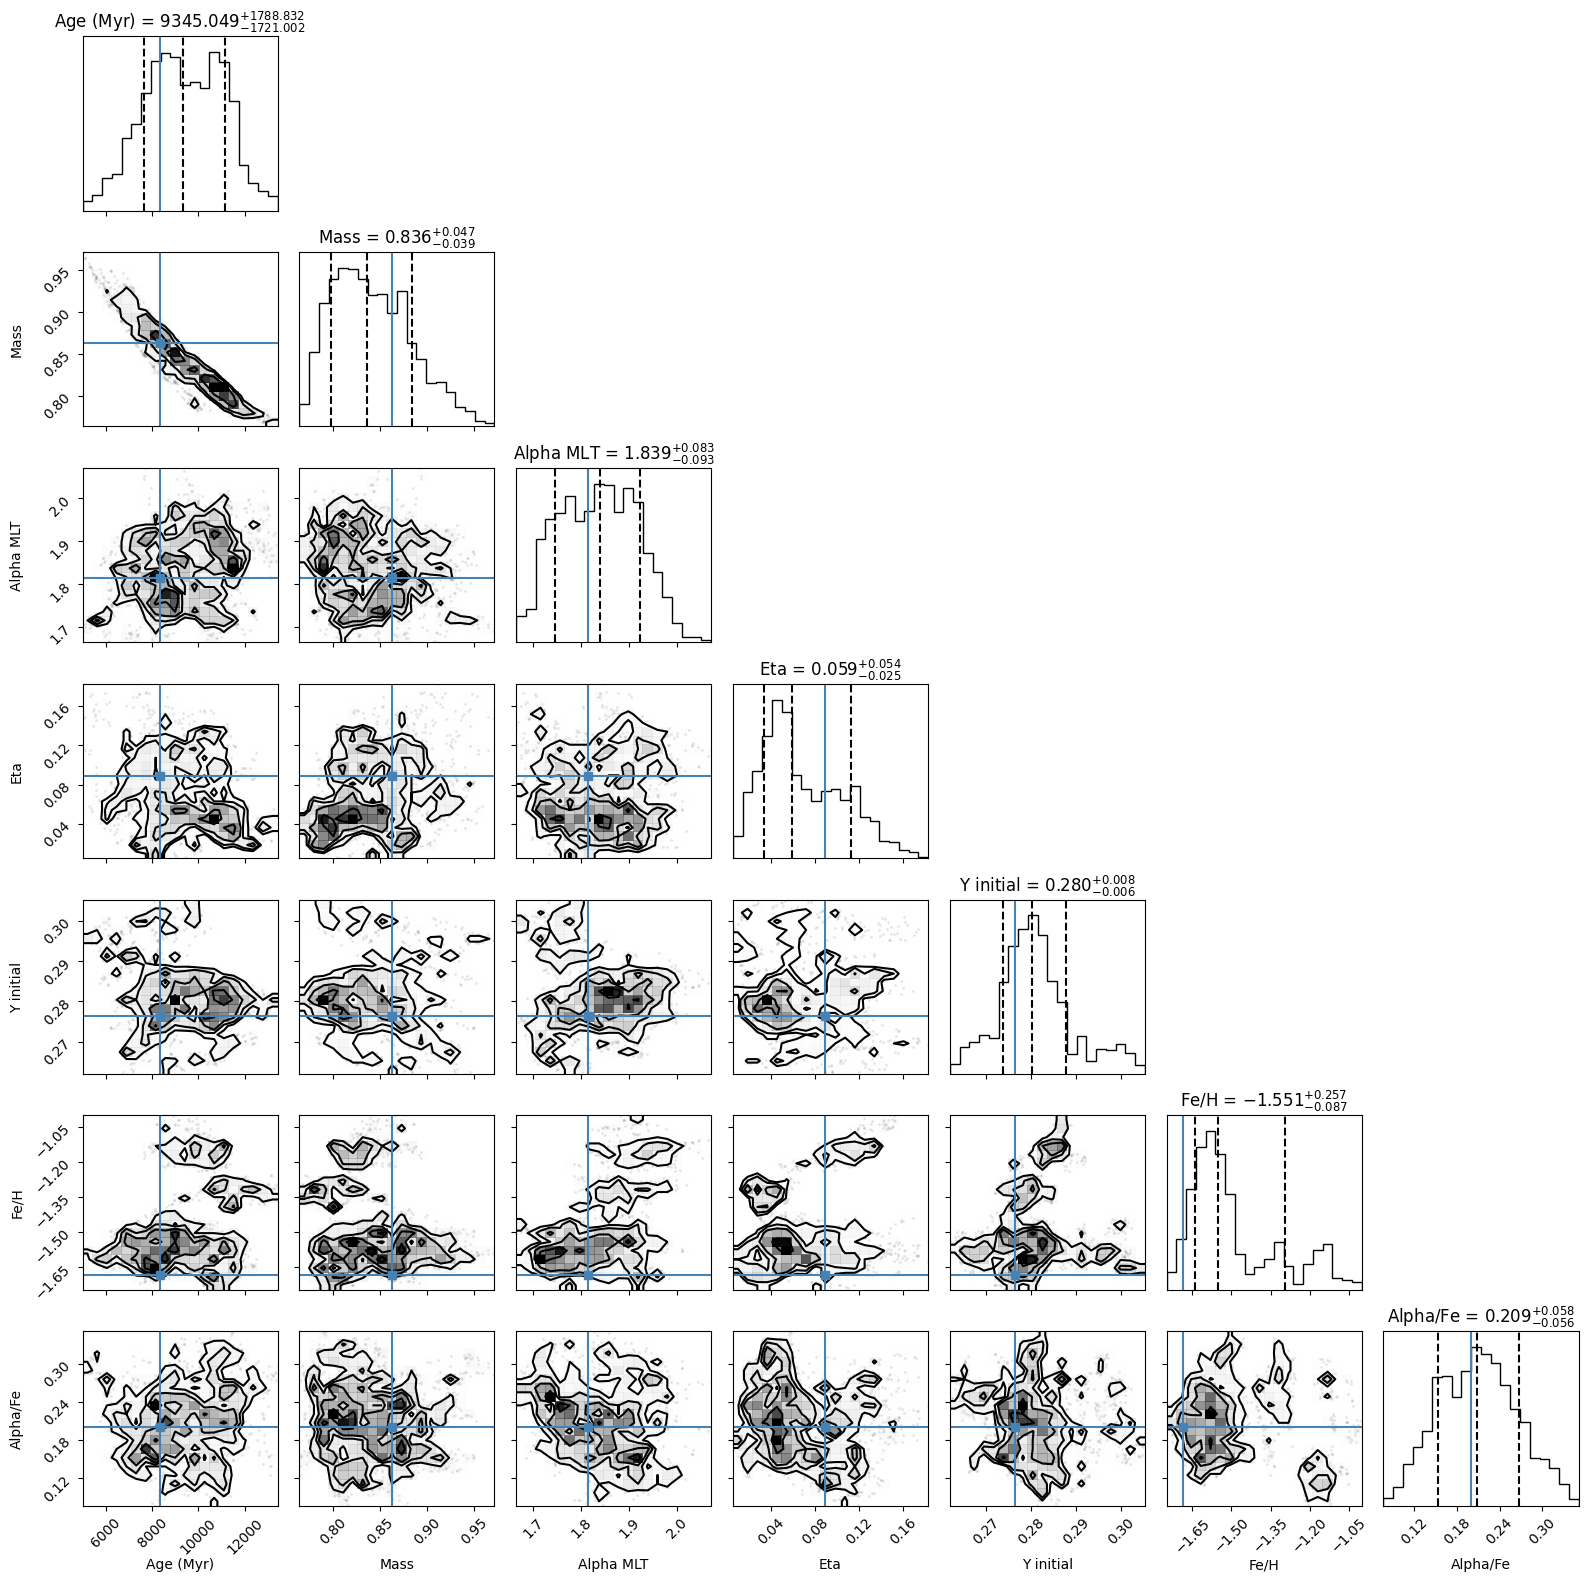 Age (Myr) = 9345.049+1788.832−1721.002
Mass = 0.836+0.047−0.039
Mass
0.95
0.90
0.85
0.80
Alpha MLT = 1.839+0.083−0.093
Alpha MLT
2.0
1.9
1.8
1.7
Eta = 0.059+0.054−0.025
Eta
0.16
0.12
0.08
0.04
Y initial = 0.280+0.008−0.006
Y initial
0.30
0.29
0.28
0.27
Fe/H = −1.551+0.257−0.087
Fe/H
−1.05
−1.20
−1.35
−1.50
−1.65
Alpha/Fe = 0.209+0.058−0.056
Alpha/Fe
0.30
0.24
0.18
0.12
6000 8000 10000 12000
0.80 0.85 0.90 0.95
1.7 1.8 1.9 2.0
0.04 0.08 0.12 0.16
0.27 0.28 0.29 0.30
−1.65 −1.50 −1.35 −1.20 −1.05
0.12 0.18 0.24 0.30
Age (Myr) Mass Alpha MLT Eta Y initial Fe/H Alpha/Fe